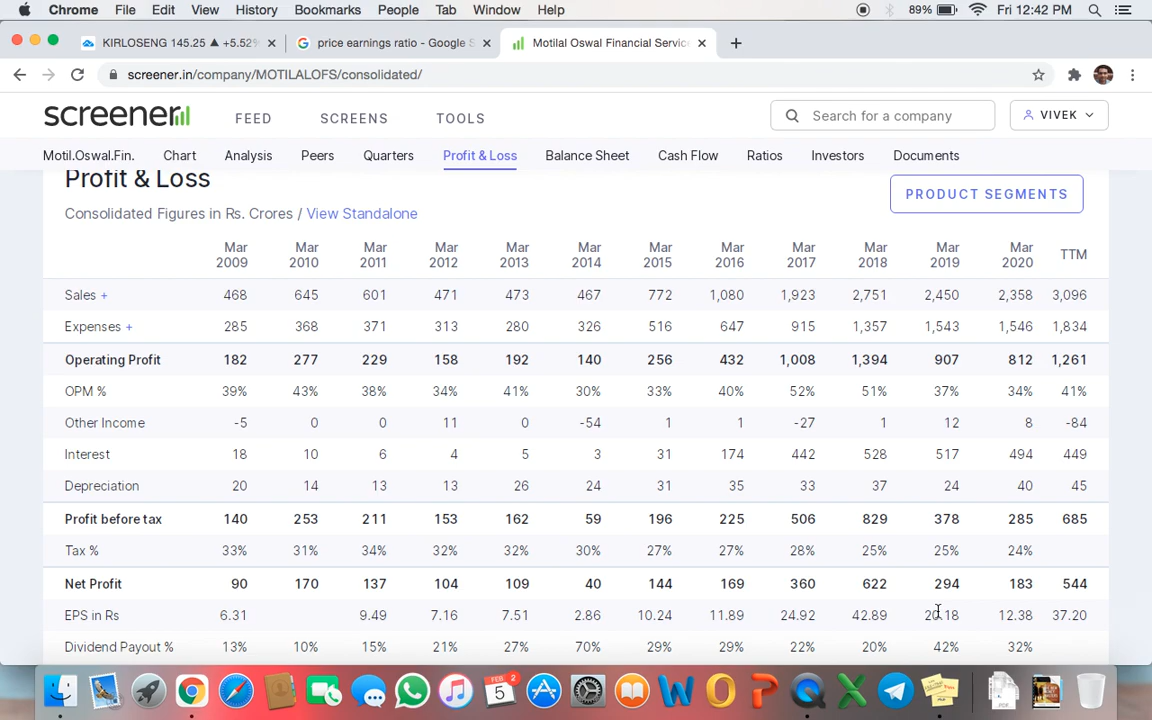 Chrome File Edit View History Bookmarks People Tab Window Help 89% Fri 12:42 PM
KIRLOSENG 145.25 ▲ +5.52% price earnings ratio - Google S Motilal Oswal Financial Service
screener.in/company/MOTILALOFS/consolidated/
screener FEED SCREENS TOOLS Search for a company VIVEK
Motil.Oswal.Fin. Chart Analysis Peers Quarters Profit & Loss Balance Sheet Cash Flow Ratios Investors Documents
Profit & Loss
PRODUCT SEGMENTS
Consolidated Figures in Rs. Crores / View Standalone
Mar Mar Mar Mar Mar Mar Mar Mar Mar Mar Mar Mar
2009 2010 2011 2012 2013 2014 2015 2016 2017 2018 2019 2020 TTM
Sales + 468 645 601 471 473 467 772 1,080 1,923 2,751 2,450 2,358 3,096
Expenses + 285 368 371 313 280 326 516 647 915 1,357 1,543 1,546 1,834
Operating Profit 182 277 229 158 192 140 256 432 1,008 1,394 907 812 1,261
OPM % 39% 43% 38% 34% 41% 30% 33% 40% 52% 51% 37% 34% 41%
Other Income -5 0 0 11 0 -54 1 1 -27 1 12 8 -84
Interest 18 10 6 4 5 3 31 174 442 528 517 494 449
Depreciation 20 14 13 13 26 24 31 35 33 37 24 40 45
Profit before tax 140 253 211 153 162 59 196 225 506 829 378 285 685
Tax % 33% 31% 34% 32% 32% 30% 27% 27% 28% 25% 25% 24%
Net Profit 90 170 137 104 109 40 144 169 360 622 294 183 544
EPS in Rs 6.31 9.49 7.16 7.51 2.86 10.24 11.89 24.92 42.89 20.18 12.38 37.20
Dividend Payout % 13% 10% 15% 21% 27% 70% 29% 29% 22% 20% 42% 32%
FEB 2
5